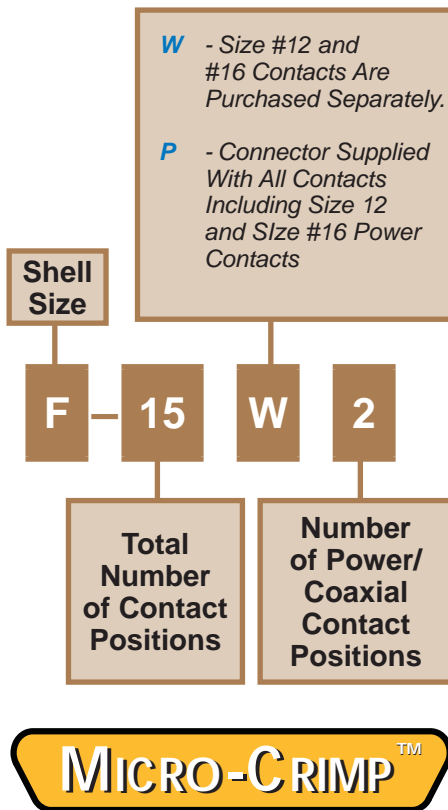 W - Size #12 and
#16 Contacts Are
Purchased Separately.
P - Connector Supplied
With All Contacts
Including Size 12
and SIze #16 Power
Contacts
Shell
Size
F – 15 W 2
Total
Number
of Contact
Positions
Number
of Power/
Coaxial
Contact
Positions
MICRO-CRIMP™